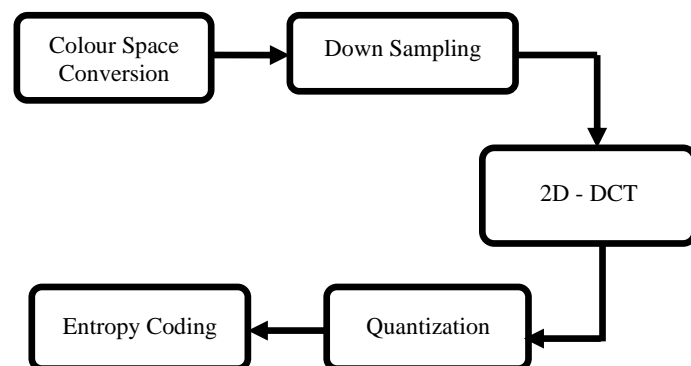 Colour Space
Conversion
Down Sampling
2D - DCT
Quantization
Entropy Coding